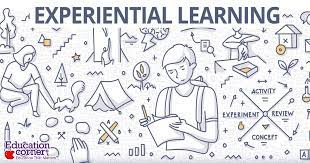 EXPERIENTIAL LEARNING
ACTIVITY
EXPERIMENT
REVIEW
CONCEPT
Education
corner